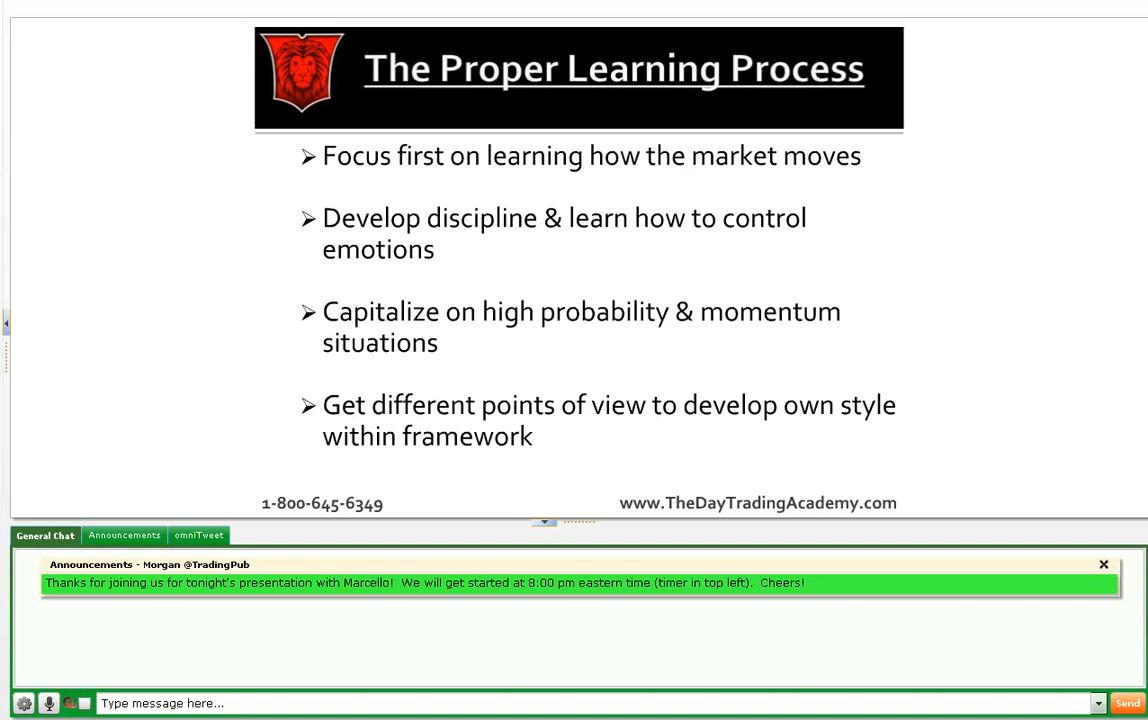 The Proper Learning Process
➢ Focus first on learning how the market moves
➢ Develop discipline & learn how to control
emotions
➢ Capitalize on high probability & momentum
situations
➢ Get different points of view to develop own style
within framework
1-800-645-6349 www.TheDayTradingAcademy.com
General Chat Announcements omniTweet
Announcements - Morgan @TradingPub
Thanks for joining us for tonight's presentation with Marcello! We will get started at 8:00 pm eastern time (timer in top left). Cheers!
Type message here... Send